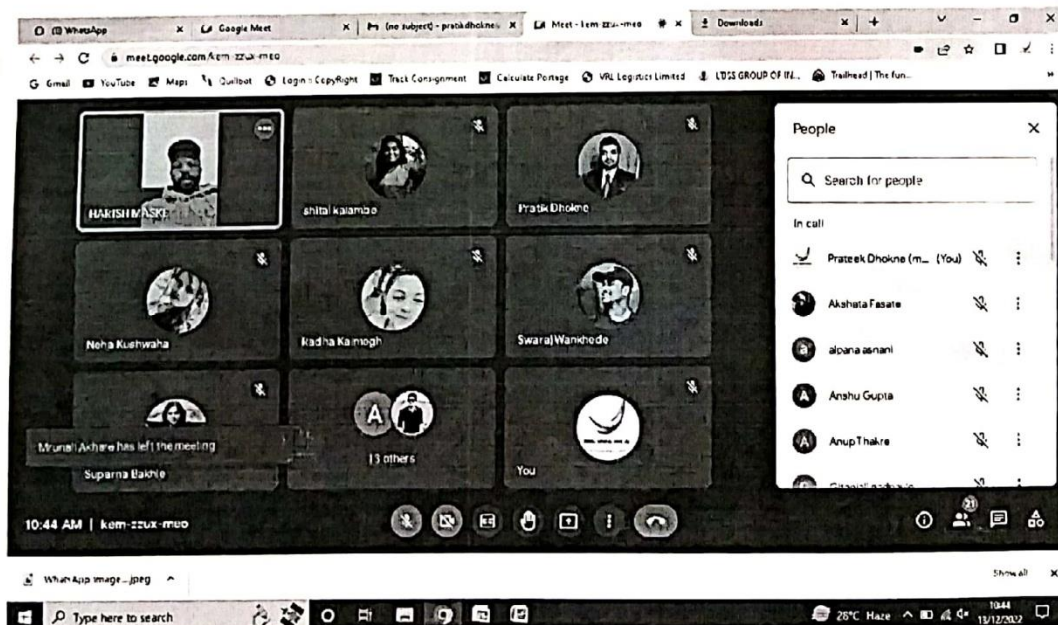 WhatsApp
Google Meet
(no subject) - pratikdhokne
Meet - kem-zzux-meo
Downloads
meet.google.com/kem-zzux-meo
Gmail
YouTube
Maps
Quillbot
Login :: CopyRight
Track Consignment
Calculate Postage
VRL Logistics Limited
GROUP OF IN...
Trailhead | The fun...
HARISH MASKE
shital kalambe
Pratik Dhokne
Neha Kushwaha
Swaraj Wankhede
Mrunali Akhare has left the meeting
Suparna Bakhle
A
13 others
You
People
Search for people
In call
Prateek Dhokne (m... (You)
Akshata Fasate
a
alpana asnani
A
Anshu Gupta
A
Anup Thakre
10:44 AM | kem-zzux-meo
21
WhatsApp Image....jpeg
Show all
Type here to search
28°C Haze
10:44
13/12/2022